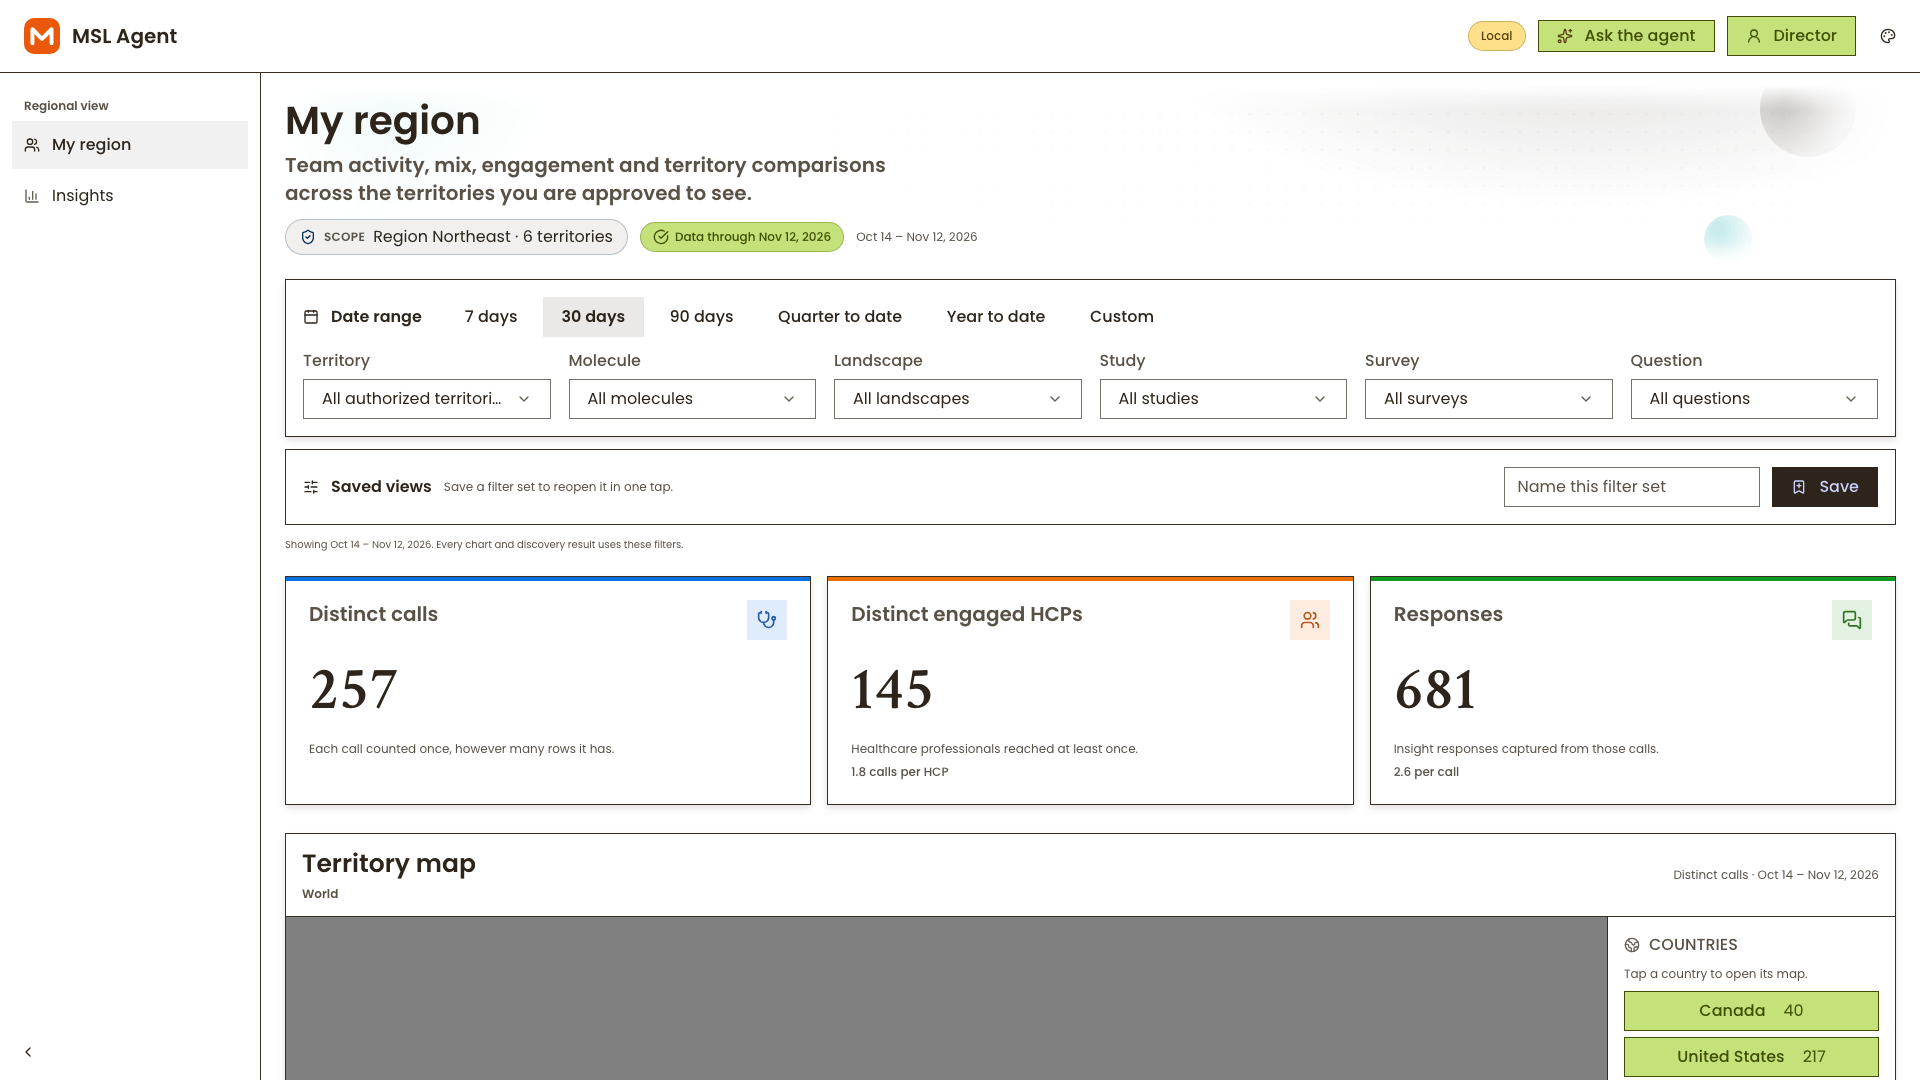 MSL Agent
Local
Ask the agent
Director
Regional view
My region
Insights
My region
Team activity, mix, engagement and territory comparisons
across the territories you are approved to see.
SCOPE Region Northeast · 6 territories
Data through Nov 12, 2026
Oct 14 – Nov 12, 2026
Date range
7 days
30 days
90 days
Quarter to date
Year to date
Custom
Territory
Molecule
Landscape
Study
Survey
Question
All authorized territori...
All molecules
All landscapes
All studies
All surveys
All questions
Saved views
Save a filter set to reopen it in one tap.
Name this filter set
Save
Showing Oct 14 – Nov 12, 2026. Every chart and discovery result uses these filters.
Distinct calls
257
Each call counted once, however many rows it has.
Distinct engaged HCPs
145
Healthcare professionals reached at least once.
1.8 calls per HCP
Responses
681
Insight responses captured from those calls.
2.6 per call
Territory map
World
Distinct calls · Oct 14 – Nov 12, 2026
COUNTRIES
Tap a country to open its map.
Canada 40
United States 217